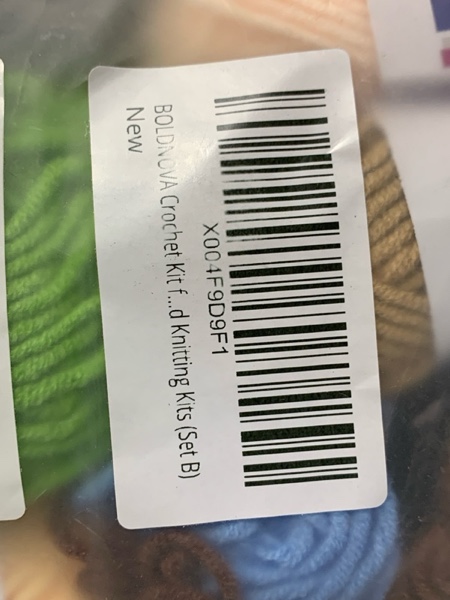 X004F9D9F1
BOLDNOVA Crochet Kit f...d Knitting Kits (Set B)
New